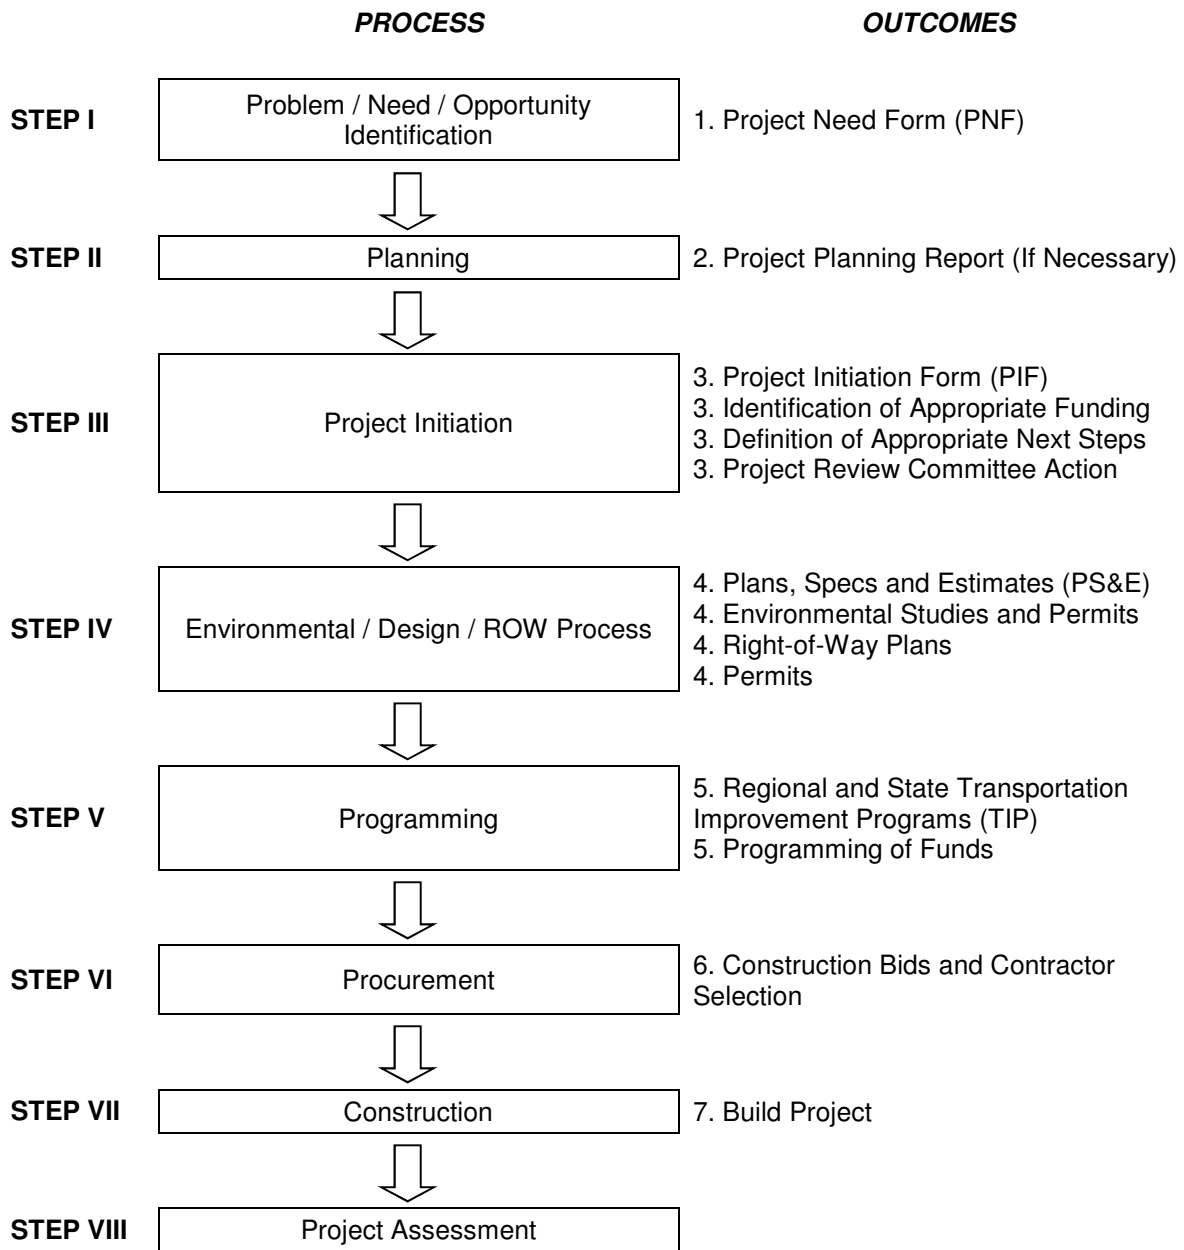 PROCESS OUTCOMES
STEP I
Problem / Need / Opportunity
Identification
1. Project Need Form (PNF)
STEP II
Planning
2. Project Planning Report (If Necessary)
STEP III
Project Initiation
3. Project Initiation Form (PIF)
3. Identification of Appropriate Funding
3. Definition of Appropriate Next Steps
3. Project Review Committee Action
STEP IV
Environmental / Design / ROW Process
4. Plans, Specs and Estimates (PS&E)
4. Environmental Studies and Permits
4. Right-of-Way Plans
4. Permits
STEP V
Programming
5. Regional and State Transportation
Improvement Programs (TIP)
5. Programming of Funds
STEP VI
Procurement
6. Construction Bids and Contractor
Selection
STEP VII
Construction
7. Build Project
STEP VIII
Project Assessment